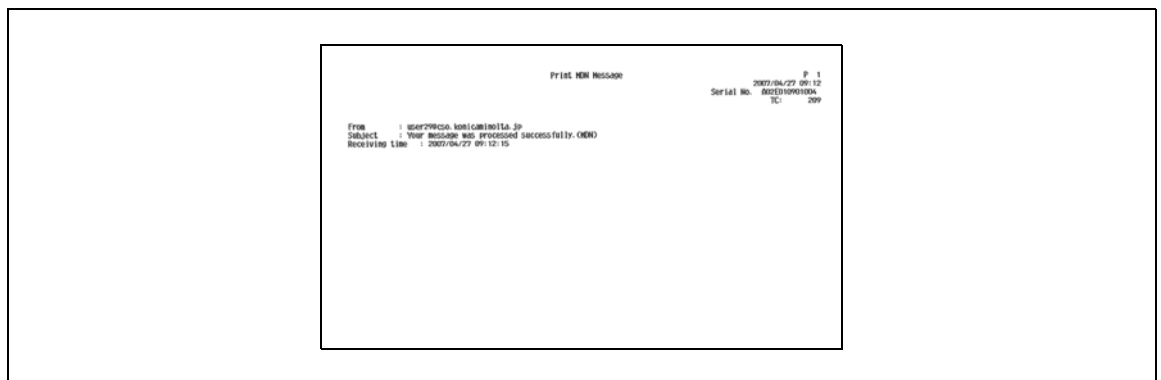 Print MDN Message P 1
2007/04/27 09:12
Serial No. A02E010901004
TC: 209
From : user29@cso.konicaminolta.jp
Subject : Your message was processed successfully.(MDN)
Receiving time : 2007/04/27 09:12:15